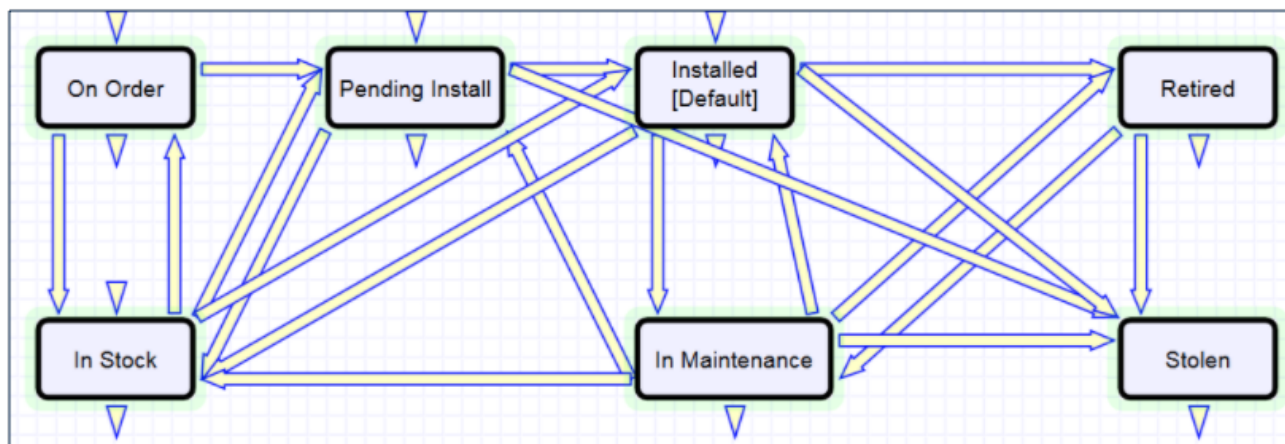 On Order
Pending Install
Installed
[Default]
Retired
In Stock
In Maintenance
Stolen